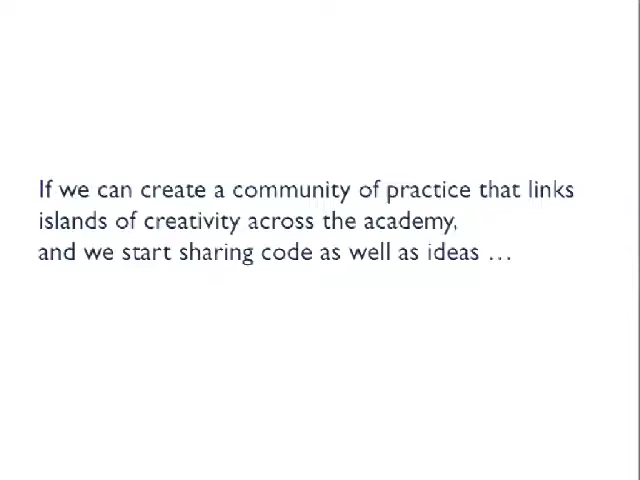 If we can create a community of practice that links
islands of creativity across the academy,
and we start sharing code as well as ideas …